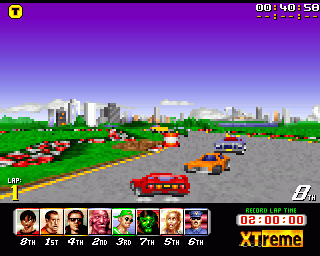 T
00:40:58
--:--:--
LAP:
1
8TH
8TH 1ST 4TH 2ND 3RD 7TH 5TH 6TH
RECORD LAP TIME
02:00:00
XTreme